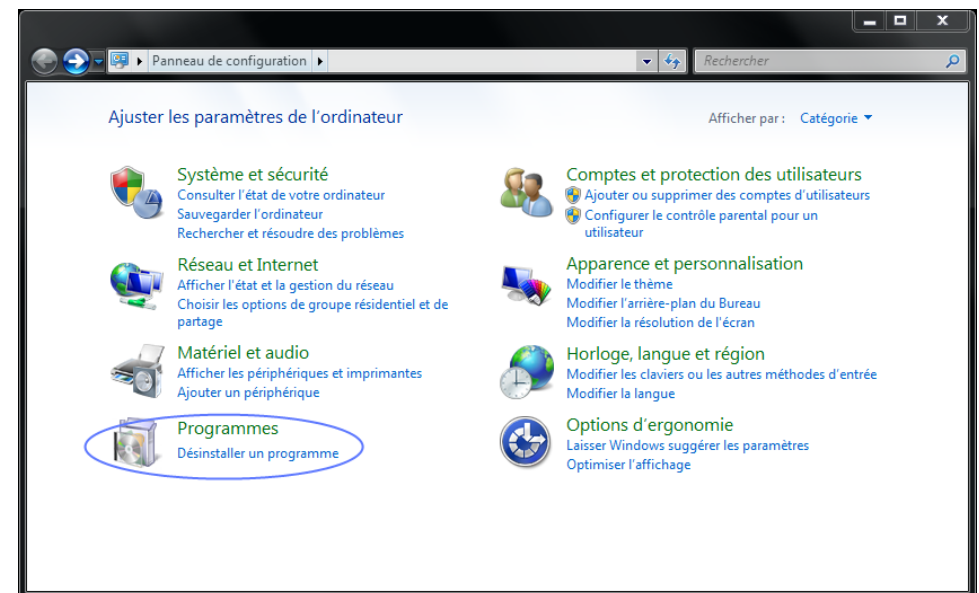 Panneau de configuration
Rechercher
Ajuster les paramètres de l'ordinateur
Afficher par :
Catégorie
Système et sécurité
Consulter l'état de votre ordinateur
Sauvegarder l'ordinateur
Rechercher et résoudre des problèmes
Réseau et Internet
Afficher l'état et la gestion du réseau
Choisir les options de groupe résidentiel et de
partage
Matériel et audio
Afficher les périphériques et imprimantes
Ajouter un périphérique
Programmes
Désinstaller un programme
Comptes et protection des utilisateurs
Ajouter ou supprimer des comptes d'utilisateurs
Configurer le contrôle parental pour un
utilisateur
Apparence et personnalisation
Modifier le thème
Modifier l'arrière-plan du Bureau
Modifier la résolution de l'écran
Horloge, langue et région
Modifier les claviers ou les autres méthodes d'entrée
Modifier la langue
Options d'ergonomie
Laisser Windows suggérer les paramètres
Optimiser l'affichage